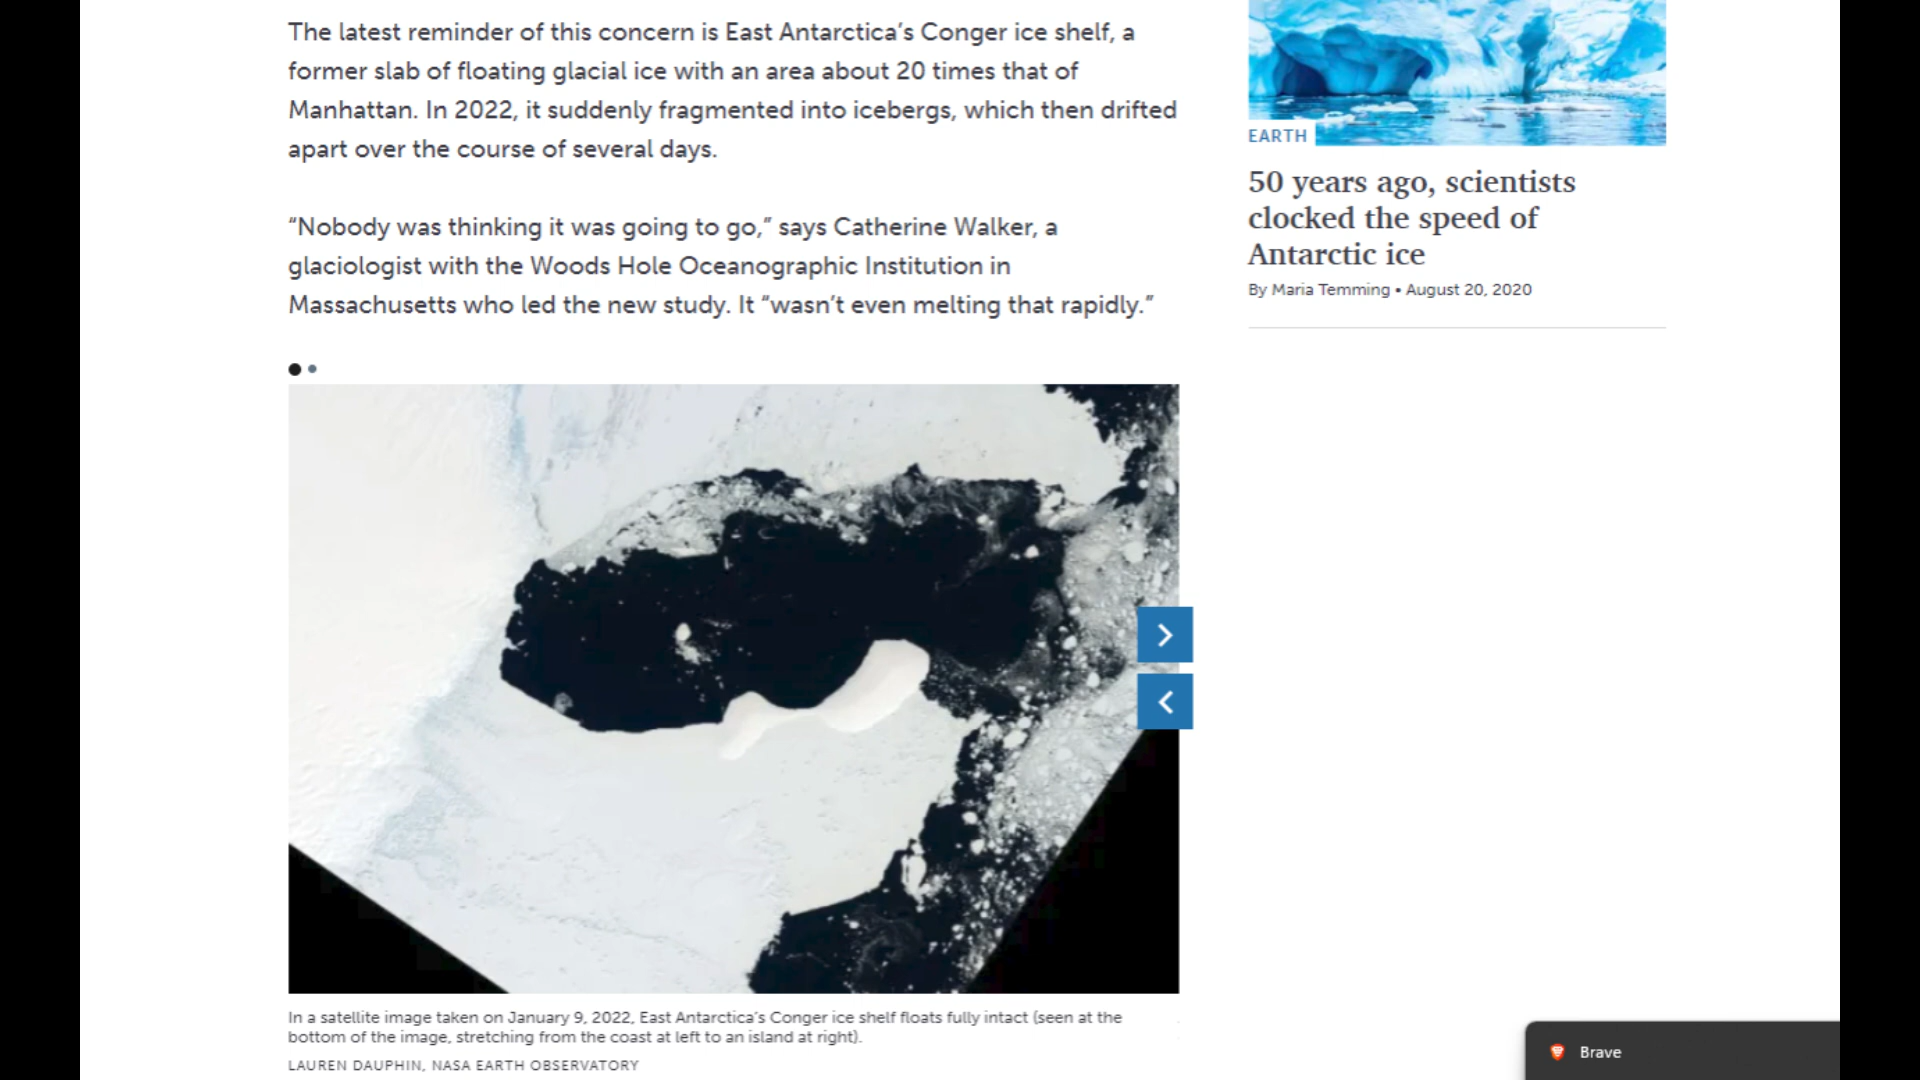 The latest reminder of this concern is East Antarctica’s Conger ice shelf, a
former slab of floating glacial ice with an area about 20 times that of
Manhattan. In 2022, it suddenly fragmented into icebergs, which then drifted
apart over the course of several days.
“Nobody was thinking it was going to go,” says Catherine Walker, a
glaciologist with the Woods Hole Oceanographic Institution in
Massachusetts who led the new study. It “wasn’t even melting that rapidly.”
In a satellite image taken on January 9, 2022, East Antarctica’s Conger ice shelf floats fully intact (seen at the
bottom of the image, stretching from the coast at left to an island at right).
LAUREN DAUPHIN, NASA EARTH OBSERVATORY
EARTH
50 years ago, scientists
clocked the speed of
Antarctic ice
By Maria Temming • August 20, 2020
Brave